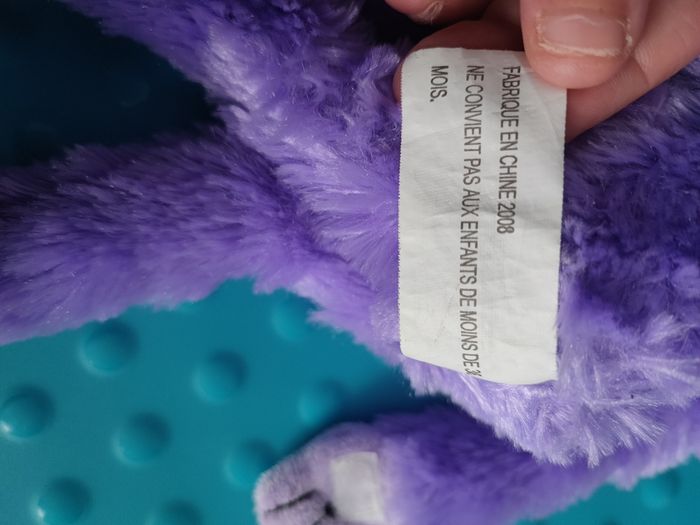 FABRIQUE EN CHINE 2008
NE CONVIENT PAS AUX ENFANTS DE MOINS DE
MOIS.